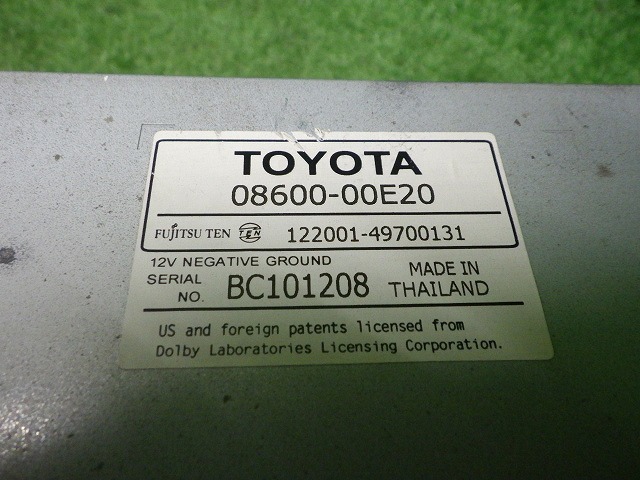 TOYOTA
08600-00E20
FUJITSU TEN TEN 122001-49700131
12V NEGATIVE GROUND
SERIAL NO. BC101208 MADE IN THAILAND
US and foreign patents licensed from
Dolby Laboratories Licensing Corporation.